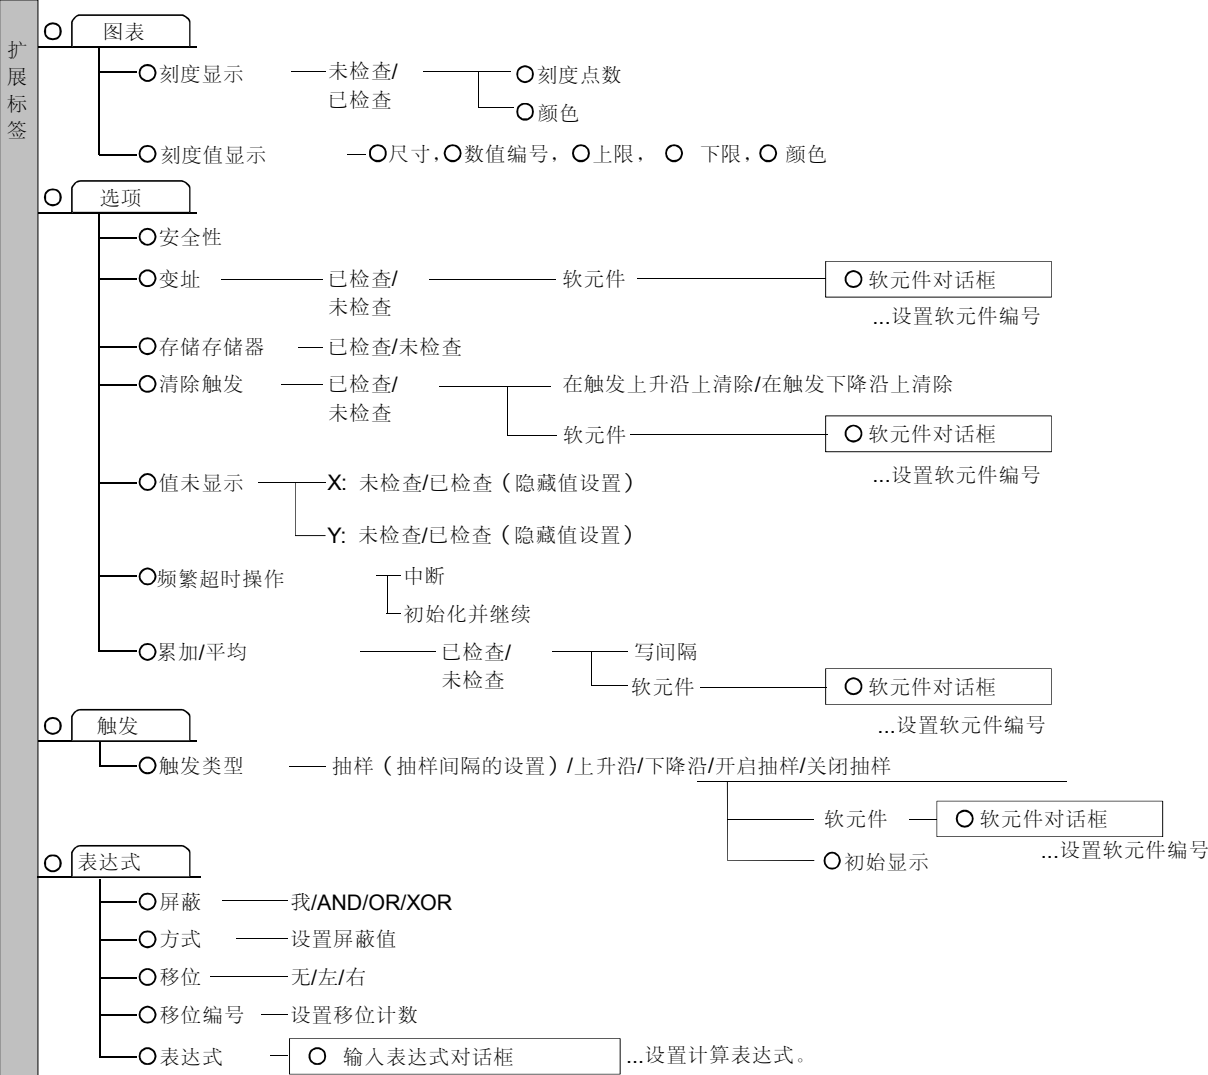 扩展标签
图表
刻度显示 未检查/ 刻度点数
已检查
颜色
刻度值显示 尺寸, 数值编号, 上限, 下限, 颜色
选项
安全性
变址 已检查/ 软元件 软元件对话框
未检查 ...设置软元件编号
存储存储器 已检查/未检查
清除触发 已检查/ 在触发上升沿上清除/在触发下降沿上清除
未检查
软元件 软元件对话框
...设置软元件编号
值未显示 X: 未检查/已检查（隐藏值设置）
Y: 未检查/已检查（隐藏值设置）
频繁超时操作 中断
初始化并继续
累加/平均 已检查/ 写间隔
未检查 软元件 软元件对话框
...设置软元件编号
触发
触发类型 抽样（抽样间隔的设置）/上升沿/下降沿/开启抽样/关闭抽样
软元件 软元件对话框
...设置软元件编号
初始显示
表达式
屏蔽 我/AND/OR/XOR
方式 设置屏蔽值
移位 无/左/右
移位编号 设置移位计数
表达式 输入表达式对话框 ...设置计算表达式。